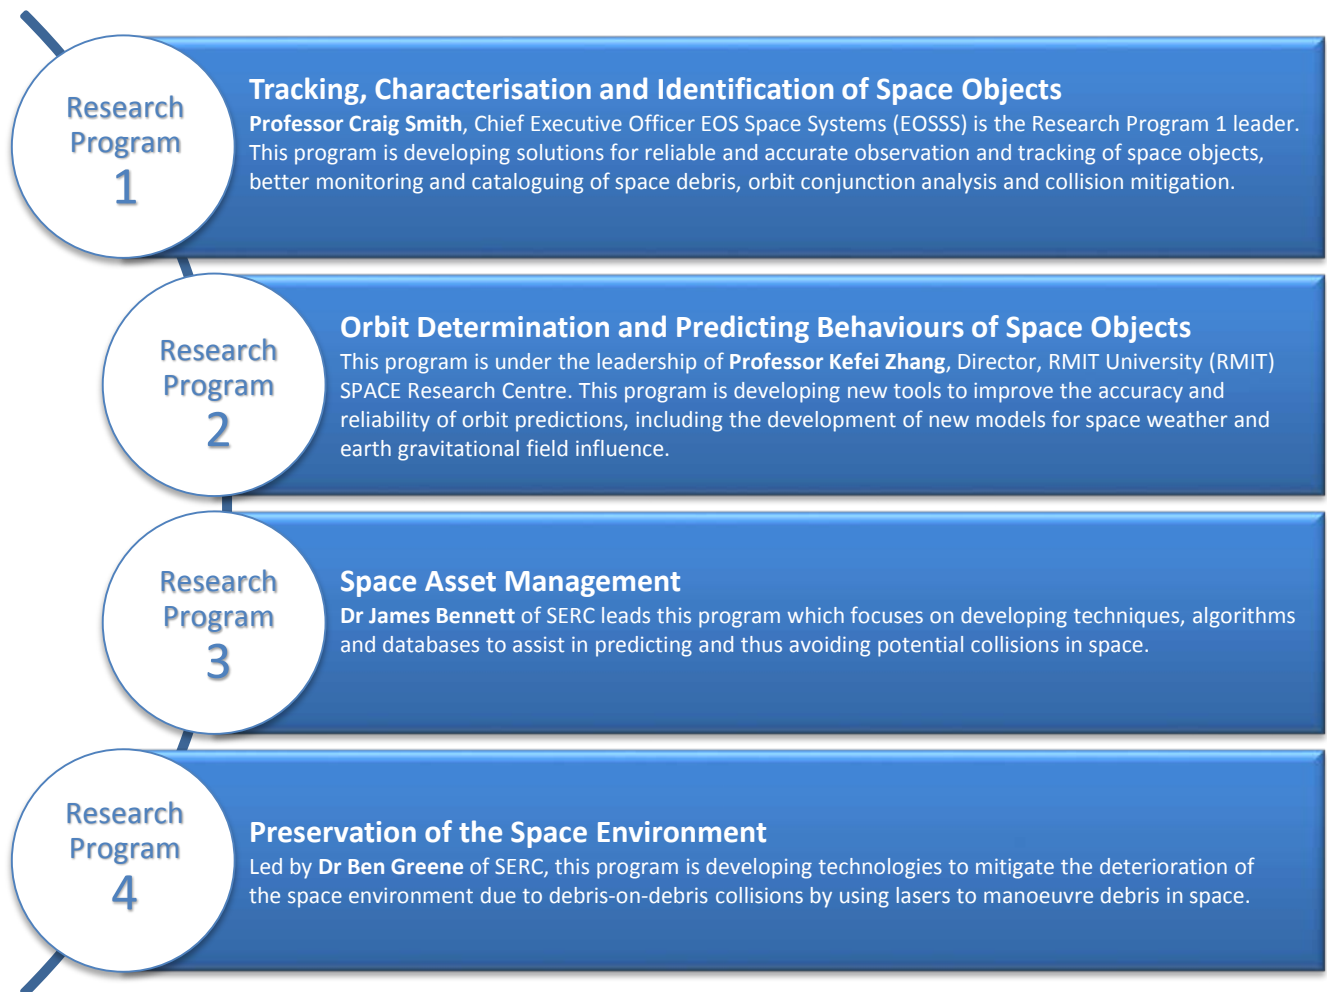 Research
Program
1
Tracking, Characterisation and Identification of Space Objects
Professor Craig Smith, Chief Executive Officer EOS Space Systems (EOSSS) is the Research Program 1 leader.
This program is developing solutions for reliable and accurate observation and tracking of space objects,
better monitoring and cataloguing of space debris, orbit conjunction analysis and collision mitigation.
Research
Program
2
Orbit Determination and Predicting Behaviours of Space Objects
This program is under the leadership of Professor Kefei Zhang, Director, RMIT University (RMIT)
SPACE Research Centre. This program is developing new tools to improve the accuracy and
reliability of orbit predictions, including the development of new models for space weather and
earth gravitational field influence.
Research
Program
3
Space Asset Management
Dr James Bennett of SERC leads this program which focuses on developing techniques, algorithms
and databases to assist in predicting and thus avoiding potential collisions in space.
Research
Program
4
Preservation of the Space Environment
Led by Dr Ben Greene of SERC, this program is developing technologies to mitigate the deterioration of
the space environment due to debris-on-debris collisions by using lasers to manoeuvre debris in space.